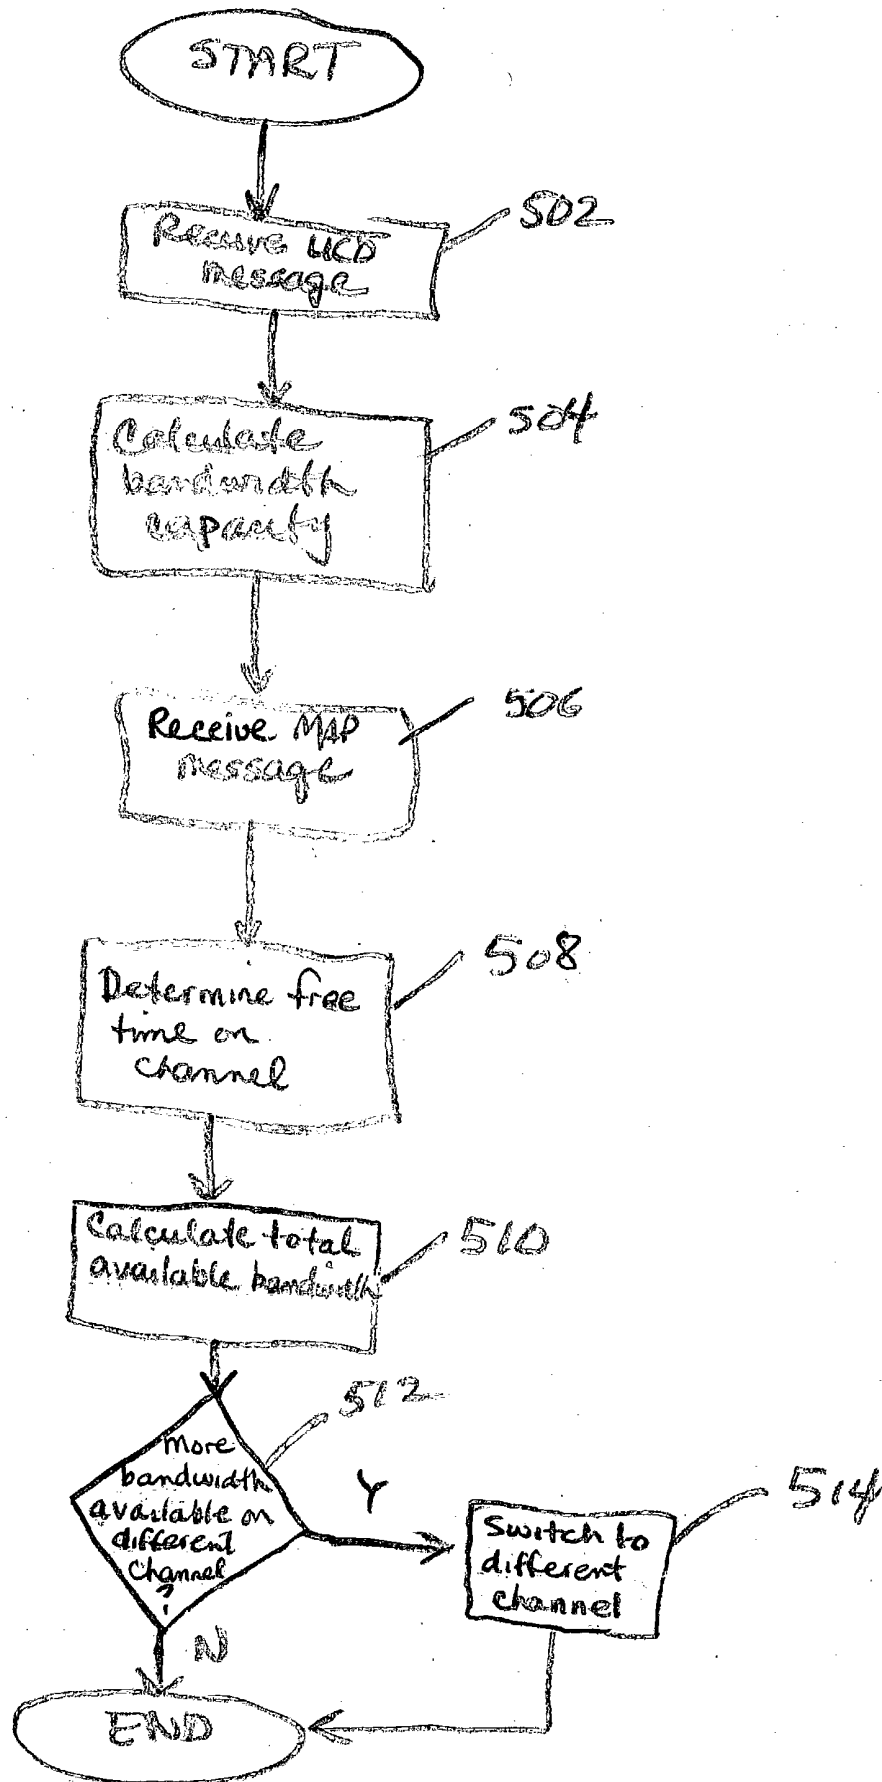 START
502
Receive UCD
message
504
Calculate
bandwidth
capacity
506
Receive MAP
message
508
Determine free
time on
channel
510
Calculate total
available bandwidth
512
More
bandwidth
available on
different
channel
?
Y
514
Switch to
different
channel
N
END